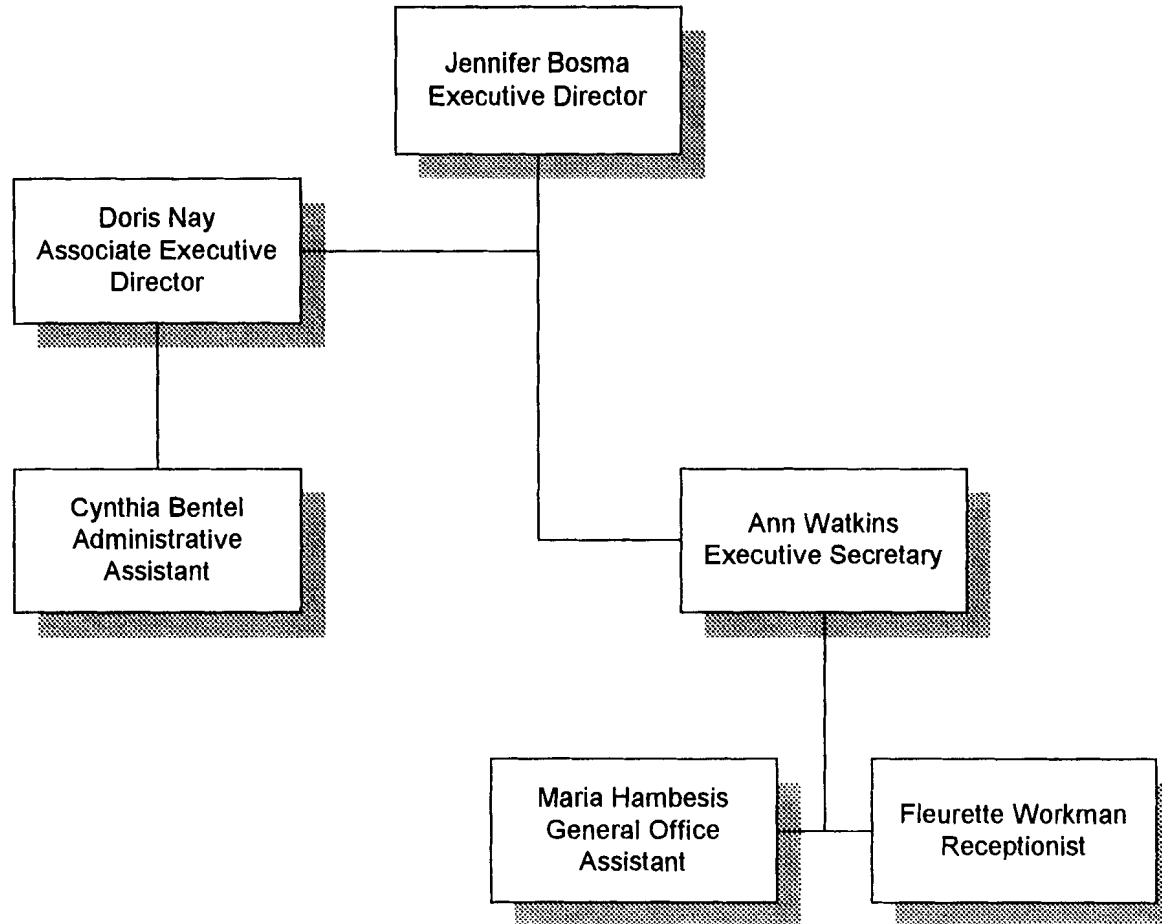 Jennifer Bosma
Executive Director
Doris Nay
Associate Executive
Director
Cynthia Bentel
Administrative
Assistant
Ann Watkins
Executive Secretary
Maria Hambesis
General Office
Assistant
Fleurette Workman
Receptionist